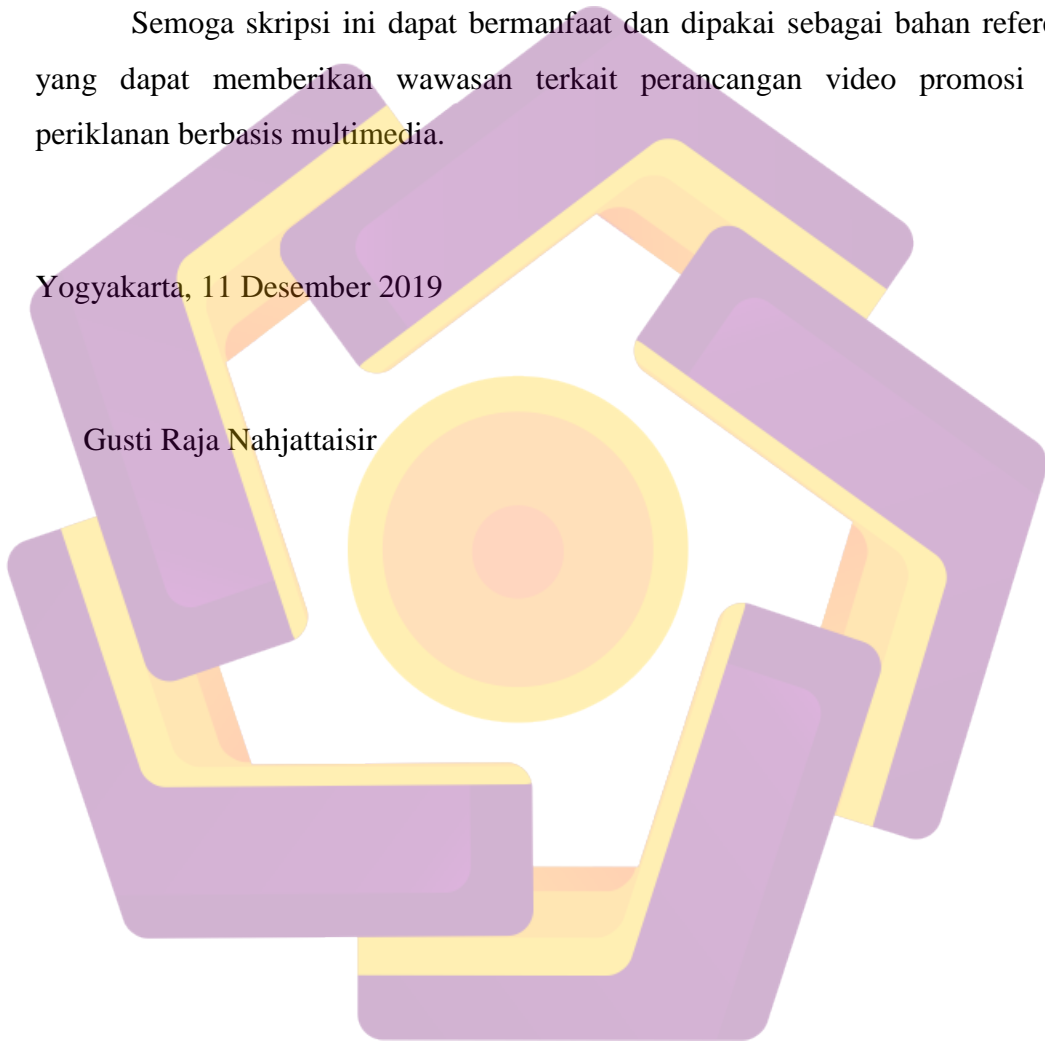 Semoga skripsi ini dapat bermanfaat dan dipakai sebagai bahan refere
yang dapat memberikan wawasan terkait perancangan video promosi
periklanan berbasis multimedia.
Yogyakarta, 11 Desember 2019
Gusti Raja Nahjattaisir